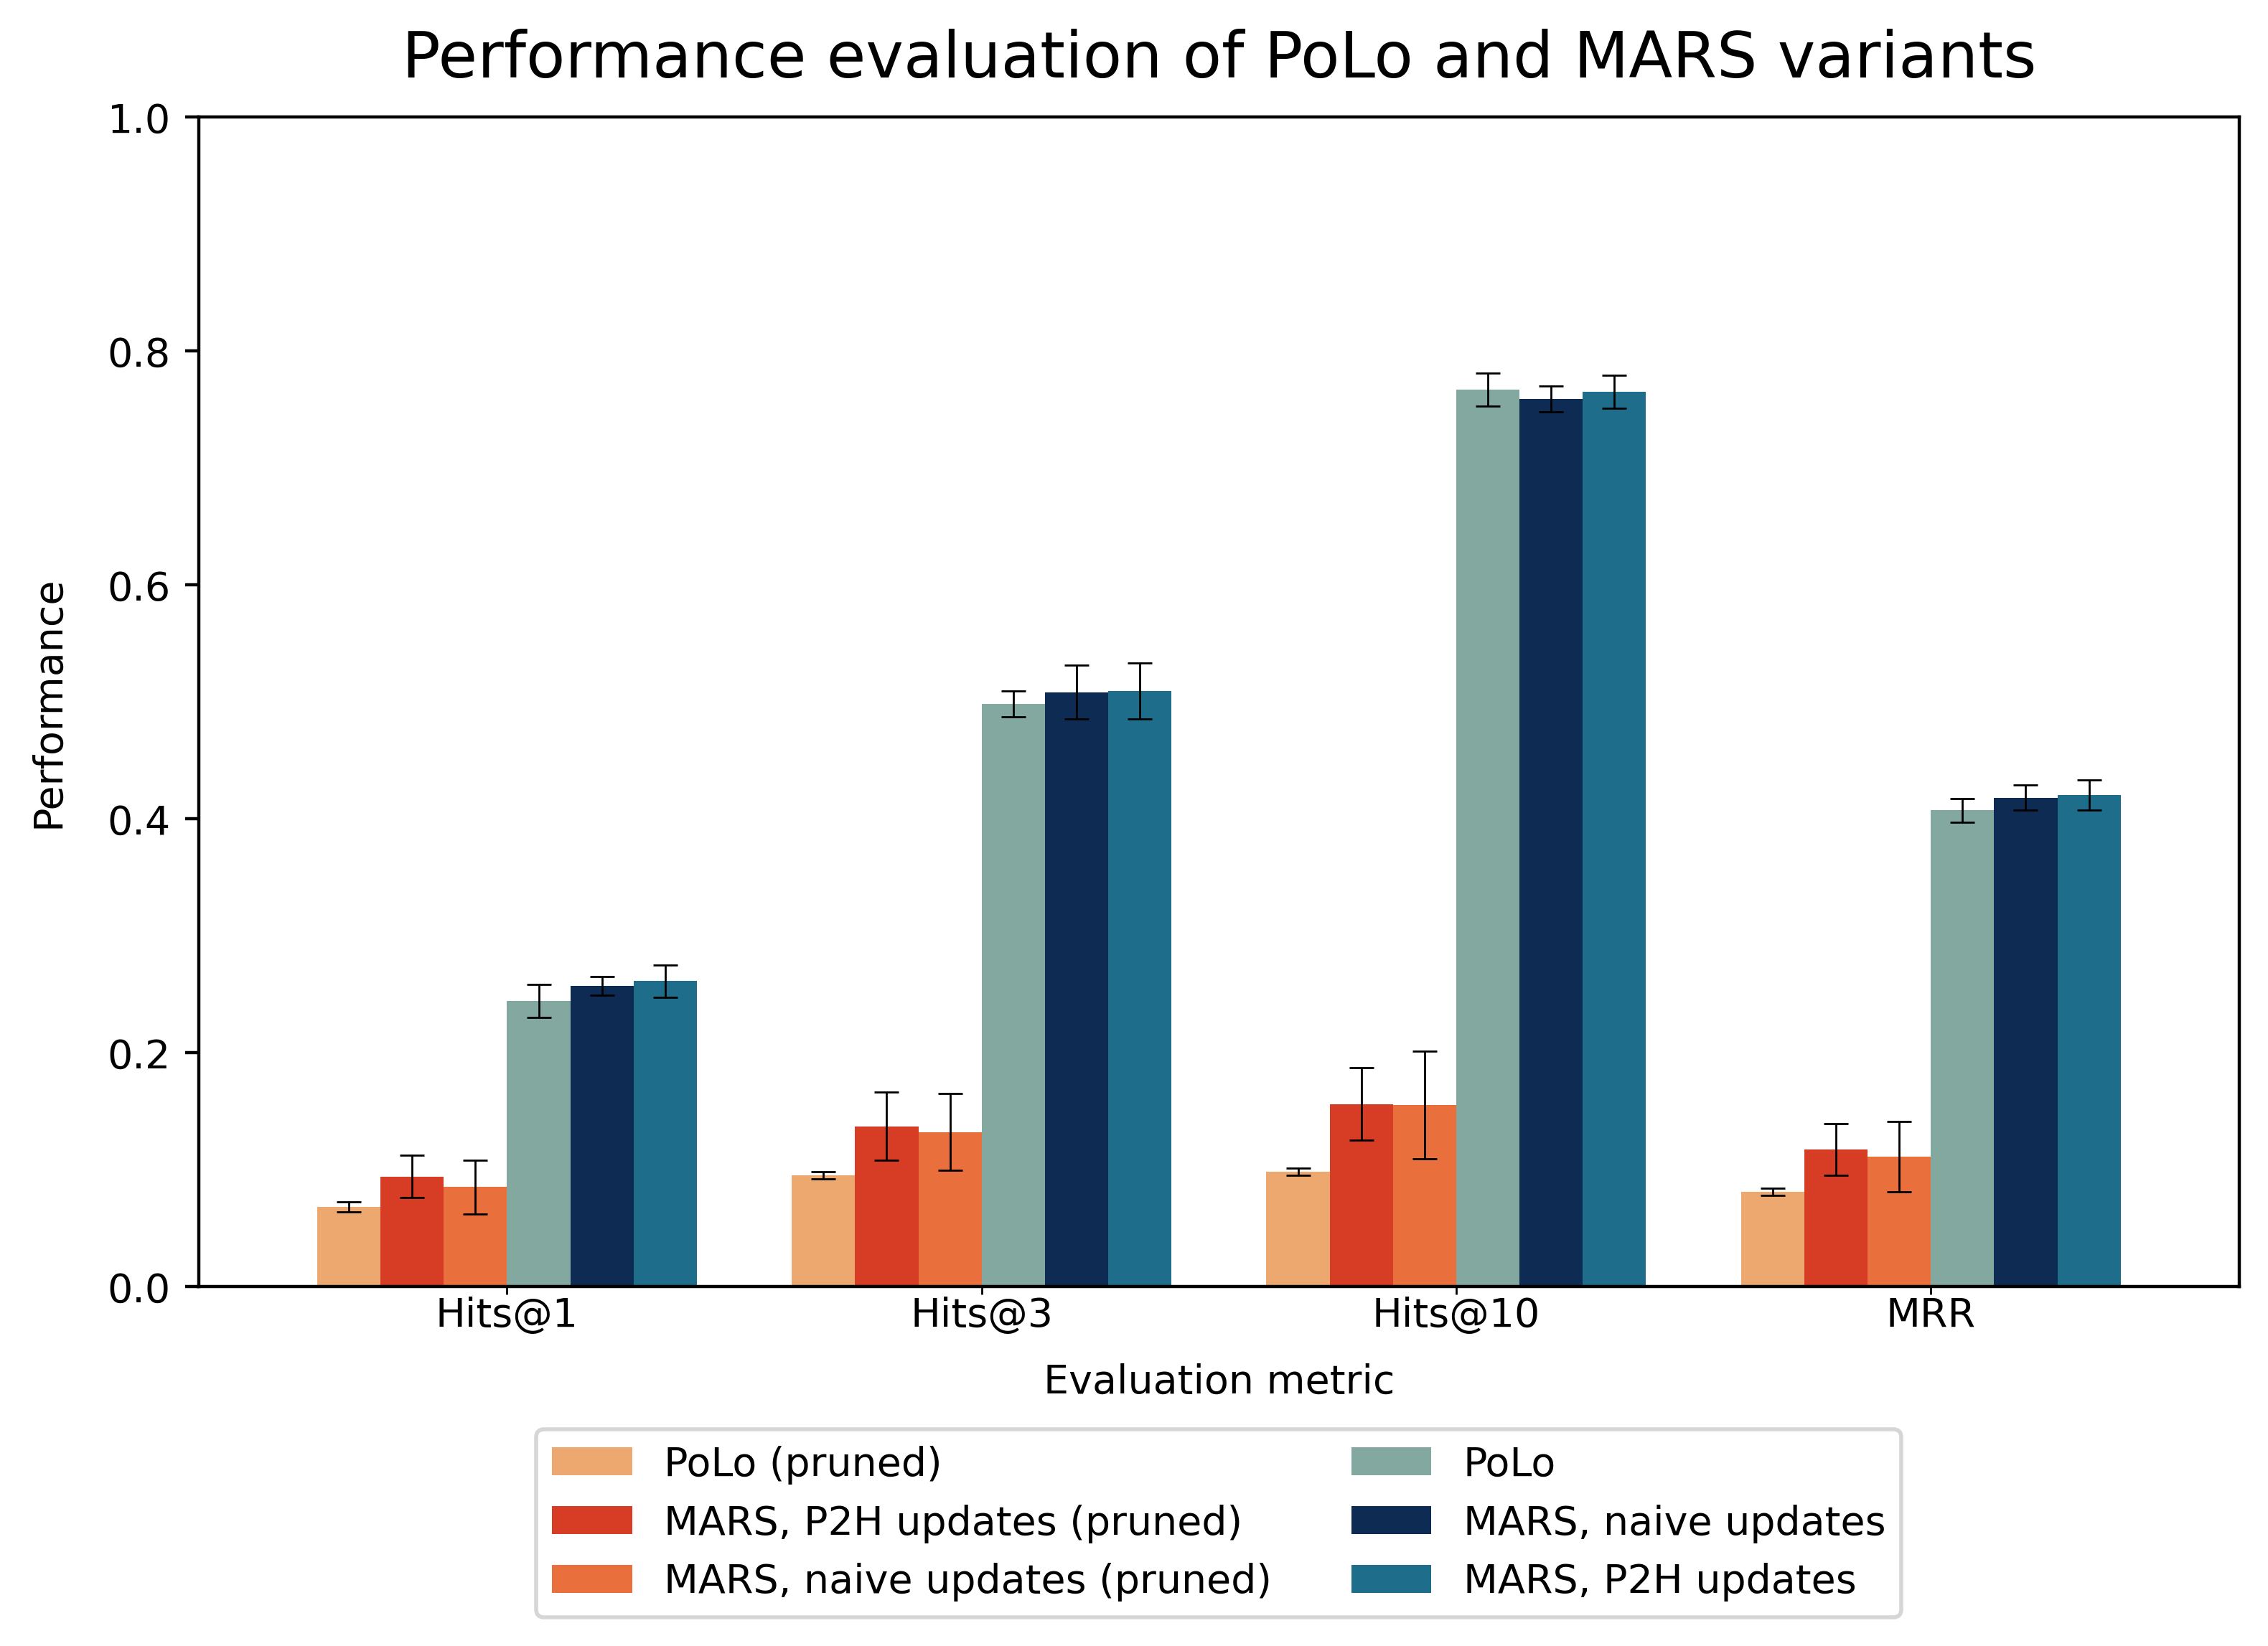 Performance evaluation of PoLo and MARS variants
1.0
0.8
0.6
0.4
0.2
0.0
Performance
Hits@1 Hits@3 Hits@10 MRR
Evaluation metric
PoLo (pruned)
MARS, P2H updates (pruned)
MARS, naive updates (pruned)
PoLo
MARS, naive updates
MARS, P2H updates